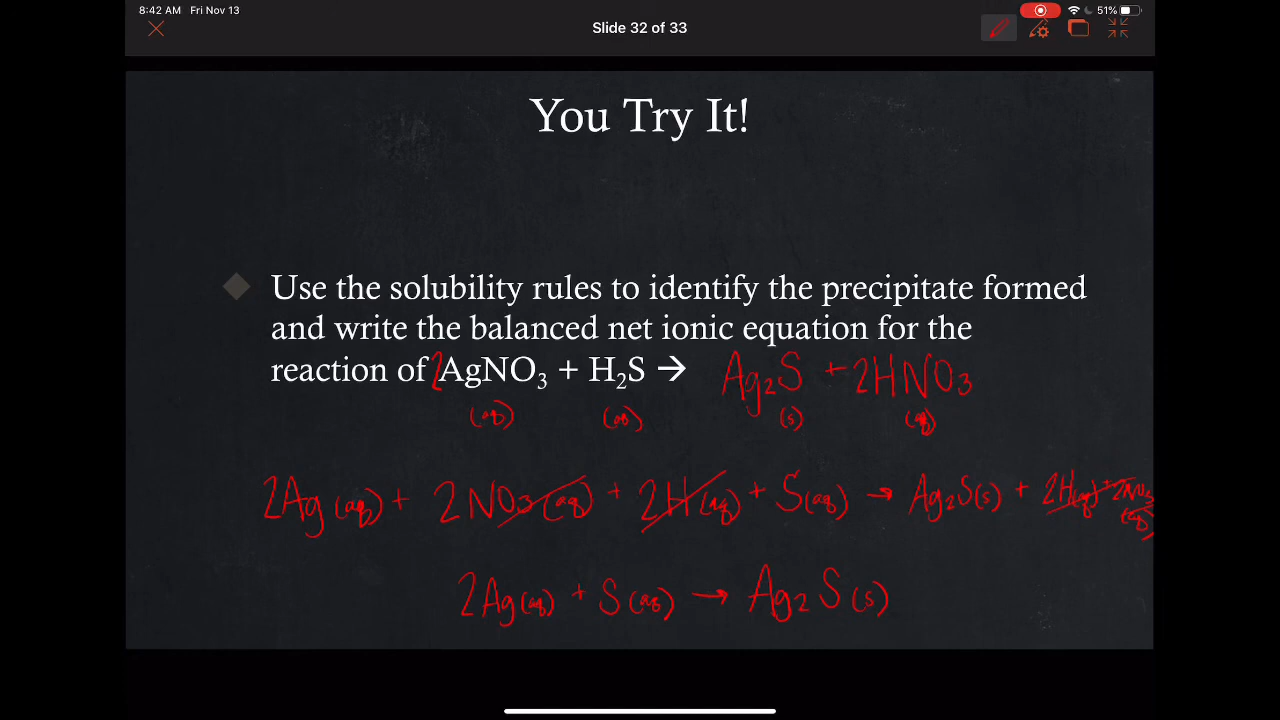 8:42 AM Fri Nov 13
51%
Slide 32 of 33
You Try It!
Use the solubility rules to identify the precipitate formed
and write the balanced net ionic equation for the
reaction of 2AgNO₃ + H₂S → Ag₂S + 2HNO₃
(aq) (aq) (s) (aq)
2Ag(aq) + 2NO₃(aq) + 2H(aq) + S(aq) → Ag₂S(s) + 2H(aq) + 2NO₃
(aq)
2Ag(aq) + S(aq) → Ag₂S(s)